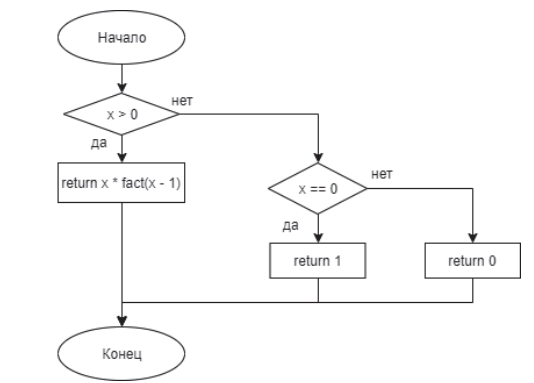 Начало
x > 0
нет
да
return x * fact(x - 1)
x == 0
нет
да
return 1
return 0
Конец